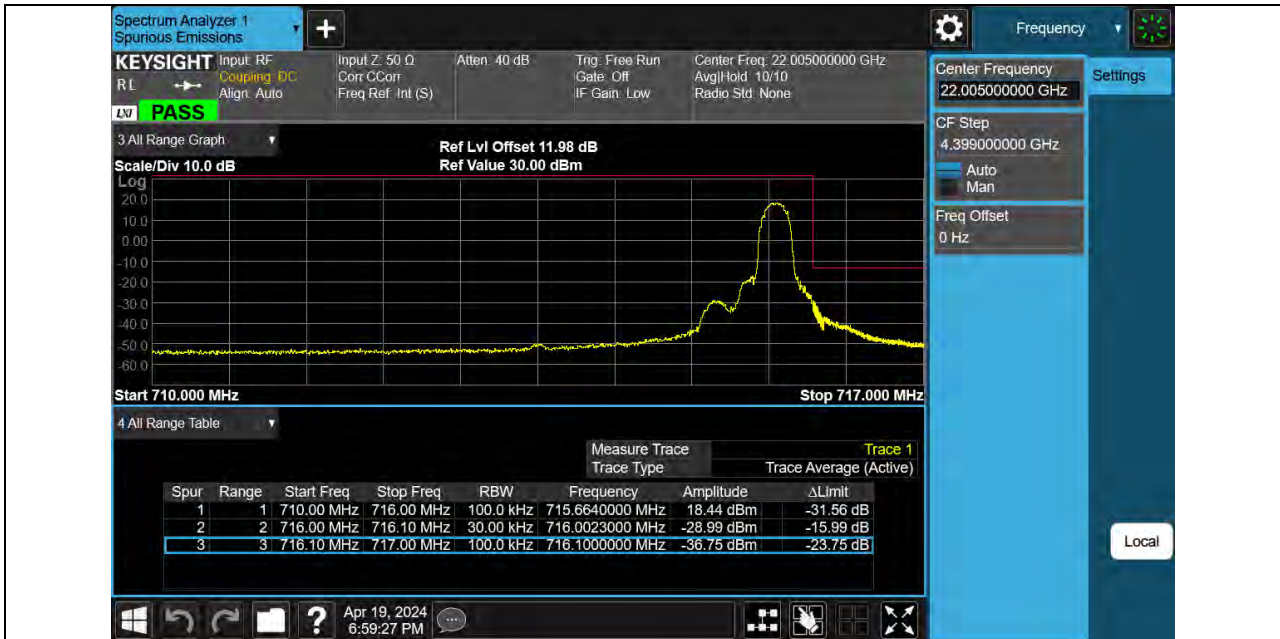 Spectrum Analyzer 1
Spurious Emissions
Frequency
KEYSIGHT
RL
LXI PASS
Input: RF
Coupling: DC
Align: Auto
Input Z: 50 Ω
Corr CCorr
Freq Ref: Int (S)
Atten: 40 dB
Trig: Free Run
Gate: Off
IF Gain: Low
Center Freq: 22.005000000 GHz
Avg|Hold: 10/10
Radio Std: None
3 All Range Graph
Scale/Div 10.0 dB
Ref Lvl Offset 11.98 dB
Ref Value 30.00 dBm
Log
20.0
10.0
0.00
-10.0
-20.0
-30.0
-40.0
-50.0
-60.0
Start 710.000 MHz Stop 717.000 MHz
4 All Range Table
Measure Trace Trace 1
Trace Type Trace Average (Active)
Spur Range Start Freq Stop Freq RBW Frequency Amplitude ΔLimit
1 1 710.00 MHz 716.00 MHz 100.0 kHz 715.6640000 MHz 18.44 dBm -31.56 dB
2 2 716.00 MHz 716.10 MHz 30.00 kHz 716.0023000 MHz -28.99 dBm -15.99 dB
3 3 716.10 MHz 717.00 MHz 100.0 kHz 716.1000000 MHz -36.75 dBm -23.75 dB
Center Frequency
22.005000000 GHz
Settings
CF Step
4.399000000 GHz
Auto
Man
Freq Offset
0 Hz
Local
?
Apr 19, 2024
6:59:27 PM